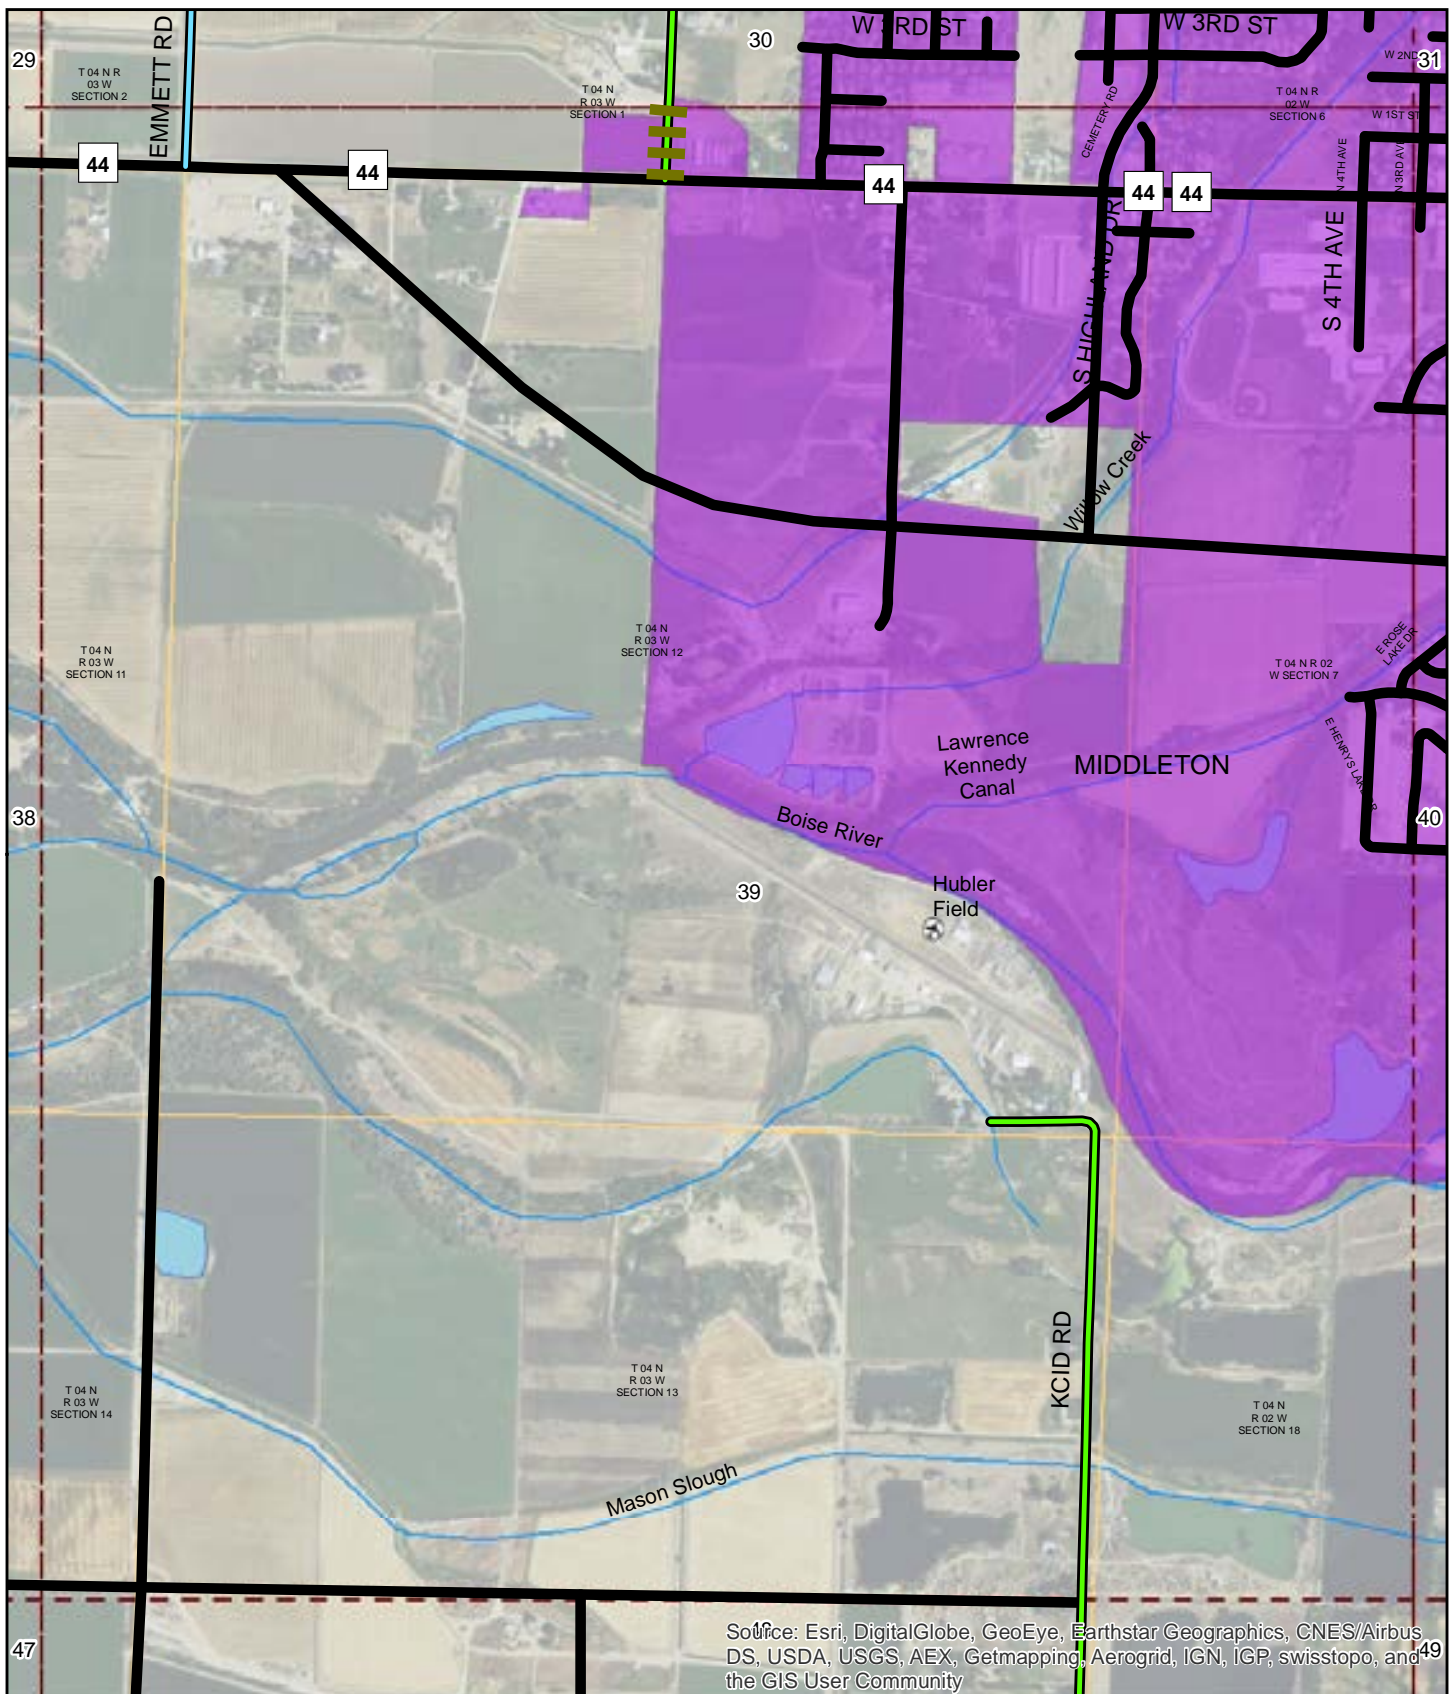 W 3RD ST
W 3RD ST
30
29
31
W 2ND
EMMETT RD
T 04 N R
03 W
SECTION 2
T 04 N
R 03 W
SECTION 1
T 04 N R
02 W
SECTION 6
CEMETERY RD
W 1ST ST
N 4TH AVE
N 3RD AVE
44
44
44
44
44
S HIGHLAND DR
S 4TH AVE
Willow Creek
T 04 N
R 03 W
SECTION 11
T 04 N
R 03 W
SECTION 12
T 04 N R 02
W SECTION 7
E ROSE
LAKE DR
E HENRYS LAKE DR
Lawrence
Kennedy
Canal
MIDDLETON
Boise River
38
40
39
Hubler
Field
KCID RD
T 04 N
R 03 W
SECTION 14
T 04 N
R 03 W
SECTION 13
T 04 N
R 02 W
SECTION 18
Mason Slough
47
49
Source: Esri, DigitalGlobe, GeoEye, Earthstar Geographics, CNES/Airbus
DS, USDA, USGS, AEX, Getmapping, Aerogrid, IGN, IGP, swisstopo, and
the GIS User Community